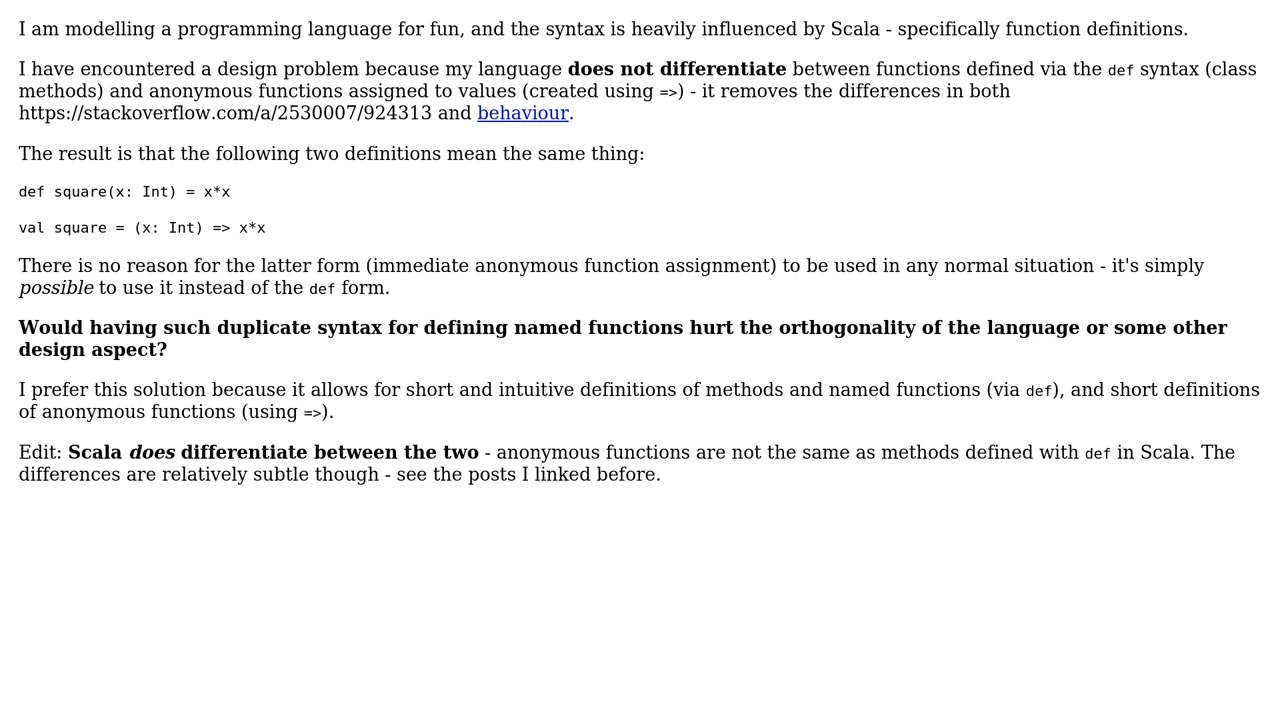 I am modelling a programming language for fun, and the syntax is heavily influenced by Scala - specifically function definitions.
I have encountered a design problem because my language does not differentiate between functions defined via the def syntax (class
methods) and anonymous functions assigned to values (created using =>) - it removes the differences in both
https://stackoverflow.com/a/2530007/924313 and behaviour.
The result is that the following two definitions mean the same thing:
def square(x: Int) = x*x
val square = (x: Int) => x*x
There is no reason for the latter form (immediate anonymous function assignment) to be used in any normal situation - it's simply
possible to use it instead of the def form.
Would having such duplicate syntax for defining named functions hurt the orthogonality of the language or some other
design aspect?
I prefer this solution because it allows for short and intuitive definitions of methods and named functions (via def), and short definitions
of anonymous functions (using =>).
Edit: Scala does differentiate between the two - anonymous functions are not the same as methods defined with def in Scala. The
differences are relatively subtle though - see the posts I linked before.